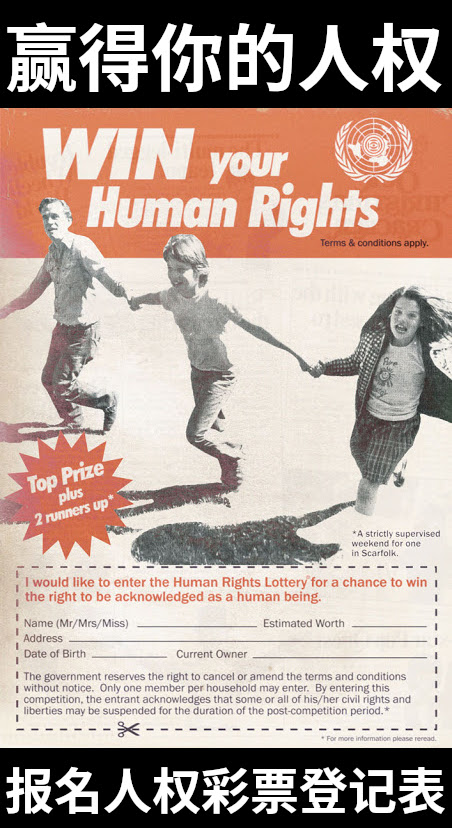 赢得你的人权
WIN your
Human Rights
Terms & conditions apply.
Top Prize
plus
2 runners up*
*A strictly supervised
weekend for one
in Scarfolk.
I would like to enter the Human Rights Lottery for a chance to win
the right to be acknowledged as a human being.
Name (Mr/Mrs/Miss) Estimated Worth
Address
Date of Birth Current Owner
The government reserves the right to cancel or amend the terms and conditions
without notice. Only one member per household may enter. By entering this
competition, the entrant acknowledges that some or all of his/her civil rights and
liberties may be suspended for the duration of the post-competition period.*
* For more information please reread.
报名人权彩票登记表